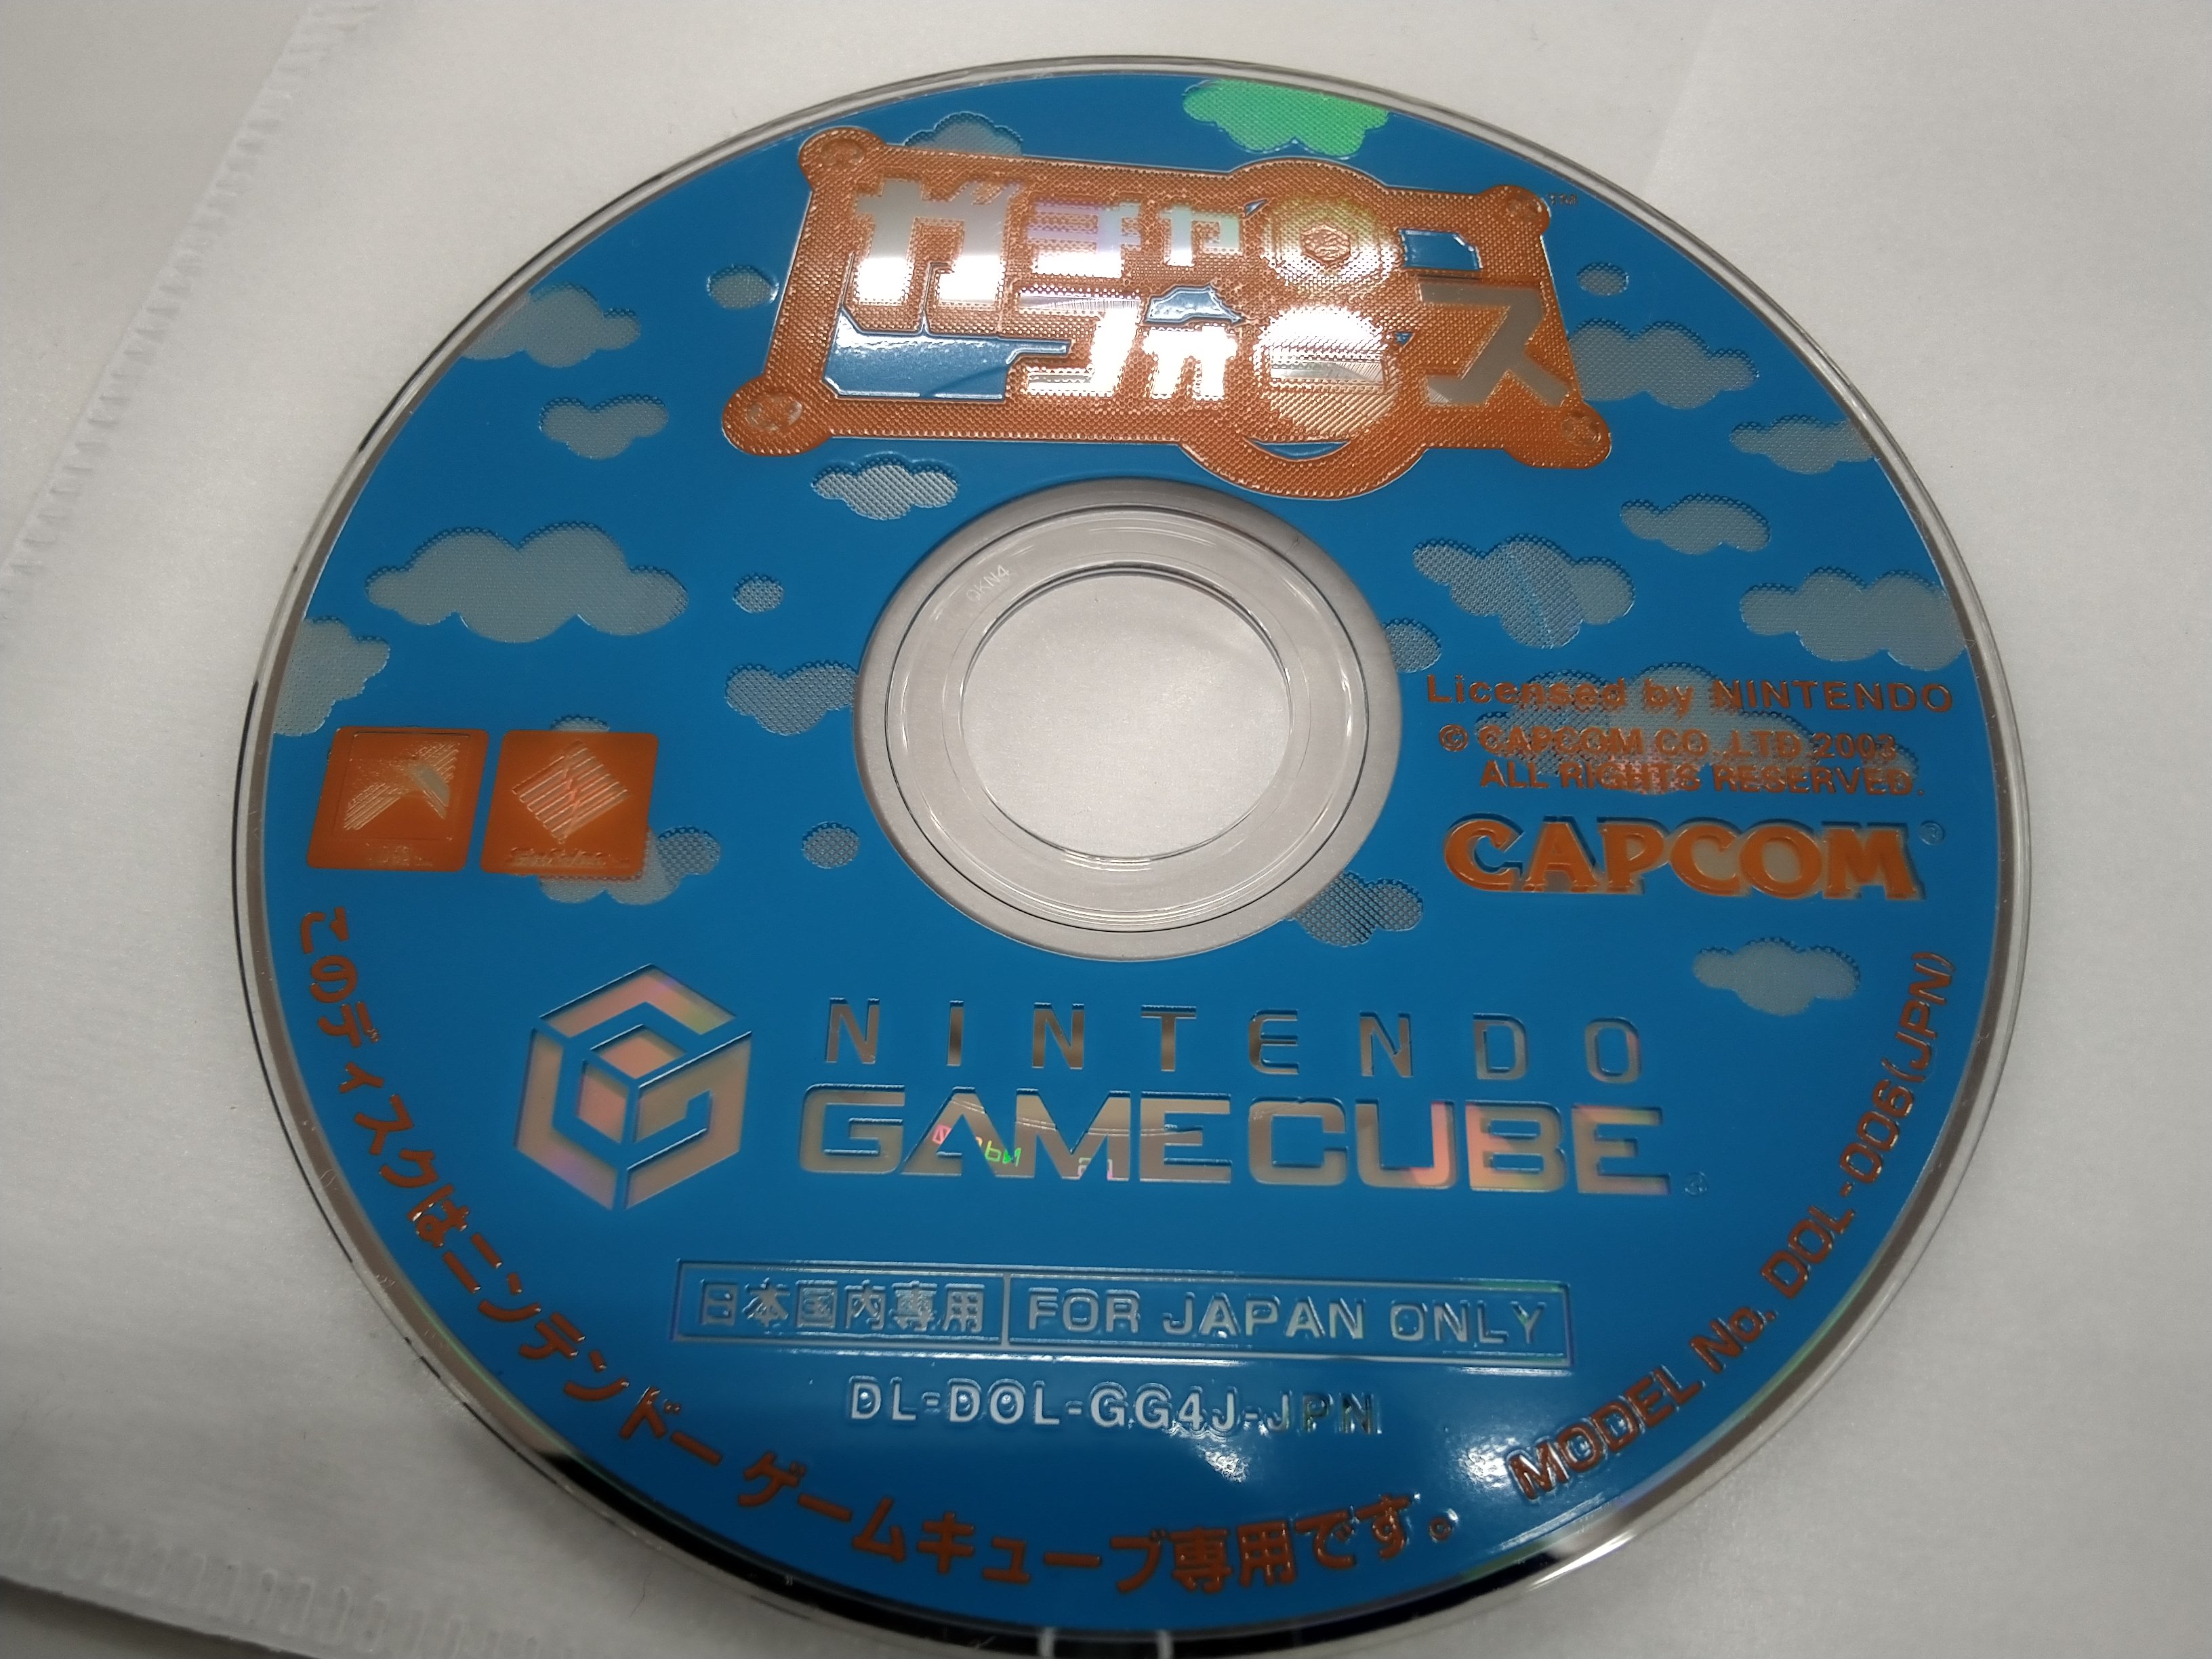 ガチャ
フォース
QKN4
Licensed by NINTENDO
© CAPCOM CO.,LTD 2003
ALL RIGHTS RESERVED.
CAPCOM®
NINTENDO
GAMECUBE®
日本国内専用 FOR JAPAN ONLY
DL-DOL-GG4J-JPN
このディスクはニンテンドー ゲームキューブ専用です。
MODEL No. DOL-006(JPN)